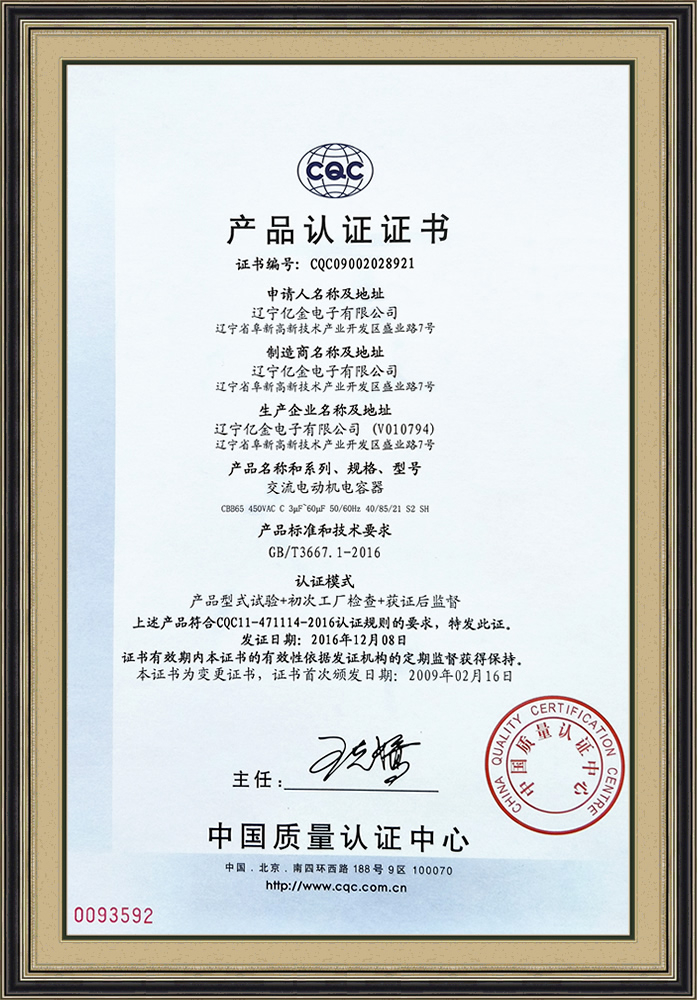 CQC
产品认证证书
证书编号：CQC09002028921
申请人名称及地址
辽宁亿金电子有限公司
辽宁省阜新高新技术产业开发区盛业路7号
制造商名称及地址
辽宁亿金电子有限公司
辽宁省阜新高新技术产业开发区盛业路7号
生产企业名称及地址
辽宁亿金电子有限公司 (V010794)
辽宁省阜新高新技术产业开发区盛业路7号
产品名称和系列、规格、型号
交流电动机电容器
CBB65 450VAC C 3μF~60μF 50/60Hz 40/85/21 S2 SH
产品标准和技术要求
GB/T3667.1-2016
认证模式
产品型式试验+初次工厂检查+获证后监督
上述产品符合CQC11-471114-2016认证规则的要求，特发此证。
发证日期：2016年12月08日
证书有效期内本证书的有效性依据发证机构的定期监督获得保持。
本证书为变更证书，证书首次颁发日期：2009年02月16日
主任：
CHINA QUALITY CERTIFICATION CENTRE
中国质量认证中心
中国质量认证中心
中国．北京．南四环西路 188号 9区 100070
http://www.cqc.com.cn
0093592